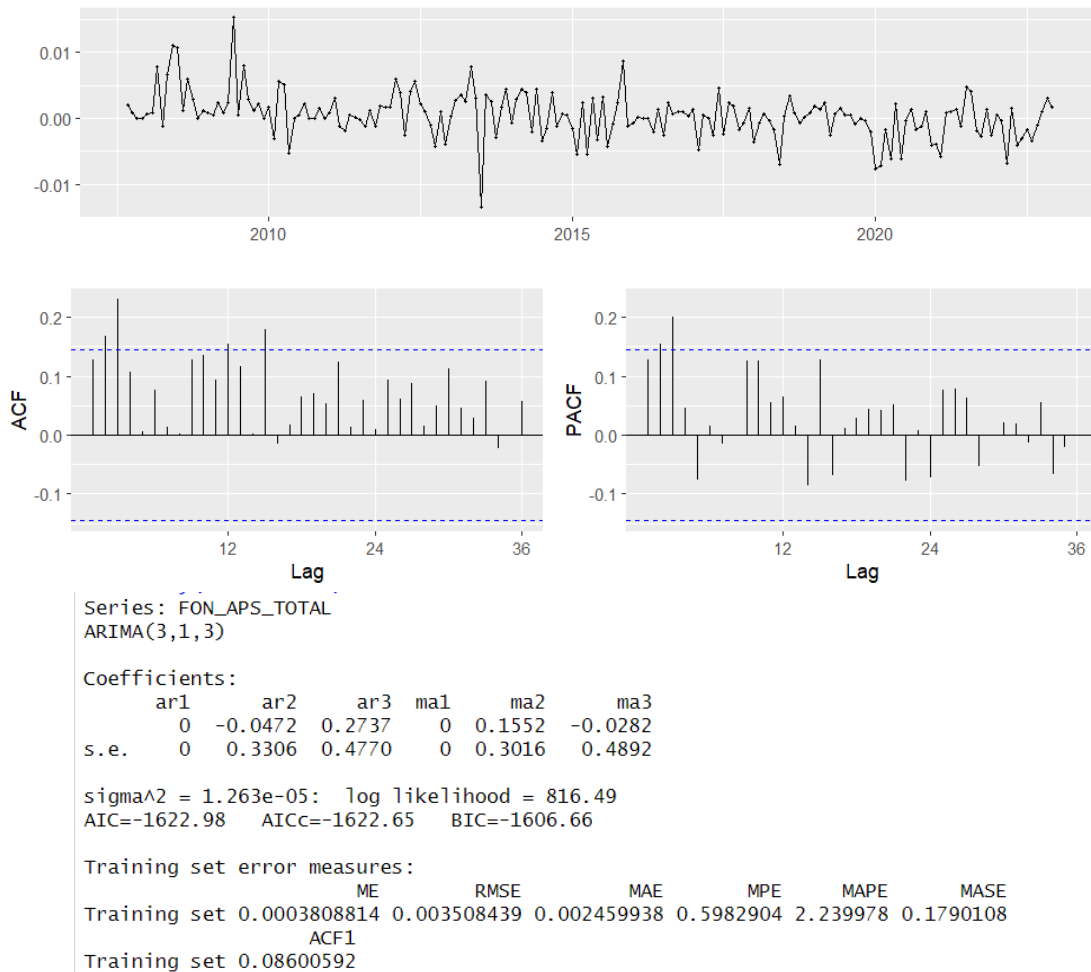 0.01
0.00
-0.01
2010 2015 2020
0.2
0.1
0.0
-0.1
ACF
12 24 36
Lag
0.2
0.1
0.0
-0.1
PACF
12 24 36
Lag
Series: FON_APS_TOTAL
ARIMA(3,1,3)
Coefficients:
ar1 ar2 ar3 ma1 ma2 ma3
0 -0.0472 0.2737 0 0.1552 -0.0282
s.e. 0 0.3306 0.4770 0 0.3016 0.4892
sigma^2 = 1.263e-05: log likelihood = 816.49
AIC=-1622.98 AICc=-1622.65 BIC=-1606.66
Training set error measures:
ME RMSE MAE MPE MAPE MASE
Training set 0.0003808814 0.003508439 0.002459938 0.5982904 2.239978 0.1790108
ACF1
Training set 0.08600592